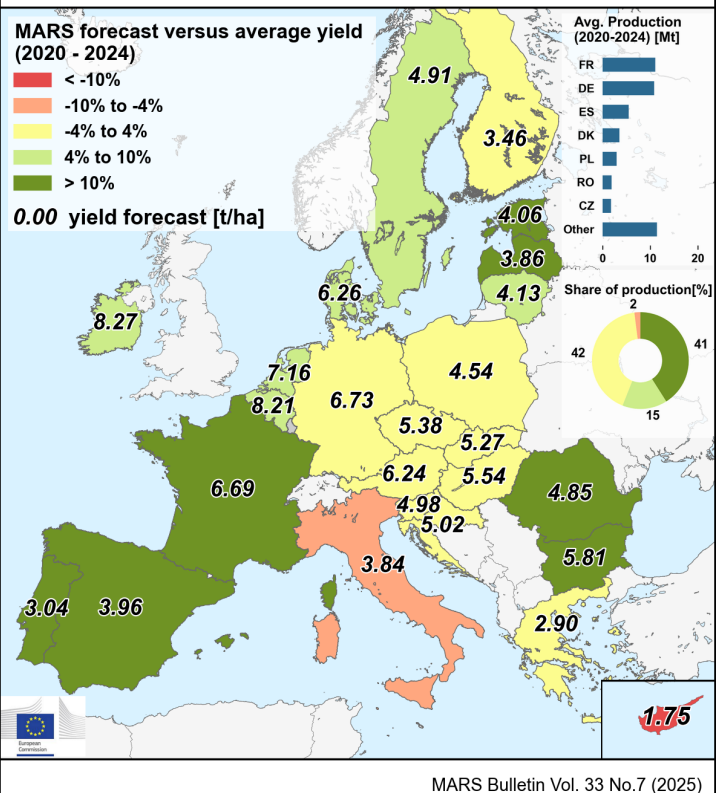 MARS forecast versus average yield
(2020 - 2024)
< -10%
-10% to -4%
-4% to 4%
4% to 10%
> 10%
0.00 yield forecast [t/ha]
Avg. Production
(2020-2024) [Mt]
FR
DE
ES
DK
PL
RO
CZ
Other
0 10 20
Share of production[%]
2
42
41
15
4.91
3.46
4.06
3.86
4.13
6.26
8.27
7.16
8.21
6.73
4.54
5.38
5.27
6.24
5.54
6.69
4.98
5.02
4.85
3.84
5.81
3.04
3.96
2.90
1.75
European
Commission
MARS Bulletin Vol. 33 No.7 (2025)